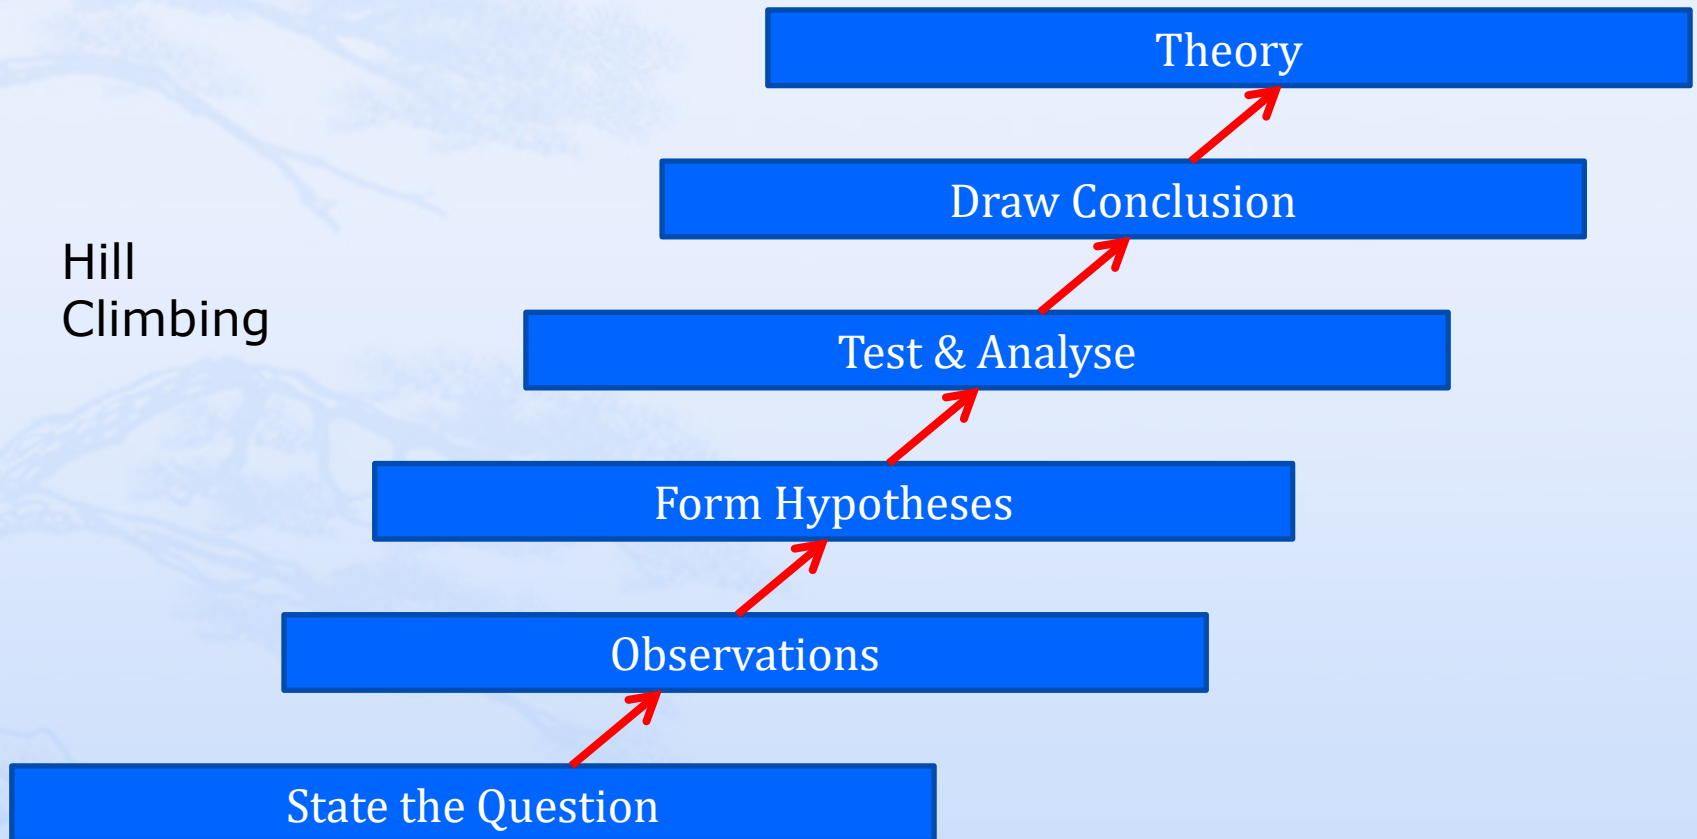 Theory
Draw Conclusion
Hill
Climbing
Test & Analyse
Form Hypotheses
Observations
State the Question